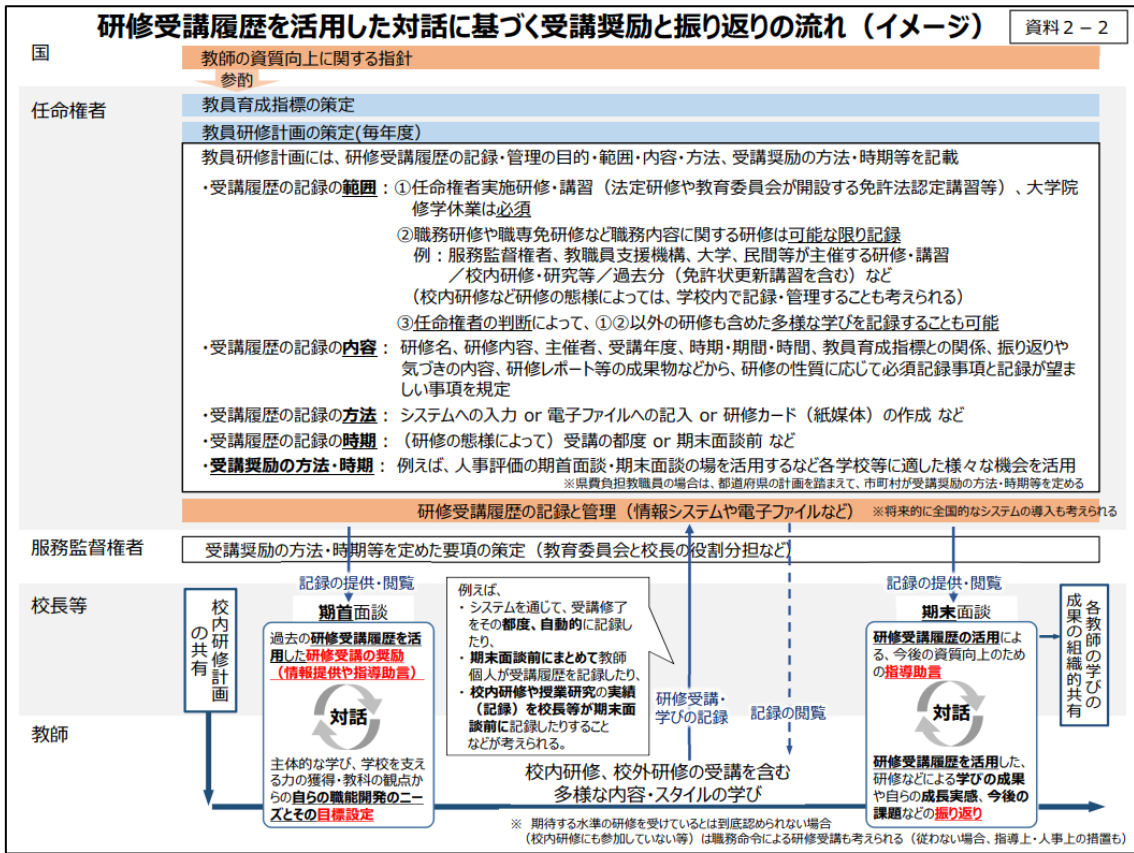 研修受講履歴を活用した対話に基づく受講奨励と振り返りの流れ（イメージ）
資料２－２
国
教師の資質向上に関する指針
参酌
任命権者
教員育成指標の策定
教員研修計画の策定(毎年度）
教員研修計画には、研修受講履歴の記録・管理の目的・範囲・内容・方法、受講奨励の方法・時期等を記載
・受講履歴の記録の範囲：①任命権者実施研修・講習（法定研修や教育委員会が開設する免許法認定講習等）、大学院
修学休業は必須
②職務研修や職専免研修など職務内容に関する研修は可能な限り記録
例：服務監督権者、教職員支援機構、大学、民間等が主催する研修・講習
／校内研修・研究等／過去分（免許状更新講習を含む）など
（校内研修など研修の態様によっては、学校内で記録・管理することも考えられる）
③任命権者の判断によって、①②以外の研修も含めた多様な学びを記録することも可能
・受講履歴の記録の内容： 研修名、研修内容、主催者、受講年度、時期・期間・時間、教員育成指標との関係、振り返りや
気づきの内容、研修レポート等の成果物などから、研修の性質に応じて必須記録事項と記録が望ま
しい事項を規定
・受講履歴の記録の方法： システムへの入力 or 電子ファイルへの記入 or 研修カード（紙媒体）の作成 など
・受講履歴の記録の時期： （研修の態様によって）受講の都度 or 期末面談前 など
・受講奨励の方法・時期： 例えば、人事評価の期首面談・期末面談の場を活用するなど各学校等に適した様々な機会を活用
※県費負担教職員の場合は、都道府県の計画を踏まえて、市町村が受講奨励の方法・時期等を定める
研修受講履歴の記録と管理（情報システムや電子ファイルなど） ※将来的に全国的なシステムの導入も考えられる
服務監督権者
受講奨励の方法・時期等を定めた要項の策定（教育委員会と校長の役割分担など）
記録の提供・閲覧
記録の提供・閲覧
校長等
校内研修計画
の共有
期首面談
過去の研修受講履歴を活
用した研修受講の奨励
（情報提供や指導助言）
対話
主体的な学び、学校を支え
る力の獲得・教科の観点か
らの自らの職能開発のニー
ズとその目標設定
例えば、
・システムを通じて、受講修了
をその都度、自動的に記録し
たり、
・期末面談前にまとめて教師
個人が受講履歴を記録したり、
・校内研修や授業研究の実績
（記録）を校長等が期末面
談前に記録したりすること
などが考えられる。
研修受講・
学びの記録
記録の閲覧
期末面談
研修受講履歴の活用によ
る、今後の資質向上のため
の指導助言
対話
研修受講履歴を活用した、
研修などによる学びの成果
や自らの成長実感、今後の
課題などの振り返り
各教師の学びの
成果の組織的共有
教師
校内研修、校外研修の受講を含む
多様な内容・スタイルの学び
※ 期待する水準の研修を受けているとは到底認められない場合
（校内研修にも参加していない等）は職務命令による研修受講も考えられる（従わない場合、指導上・人事上の措置も）